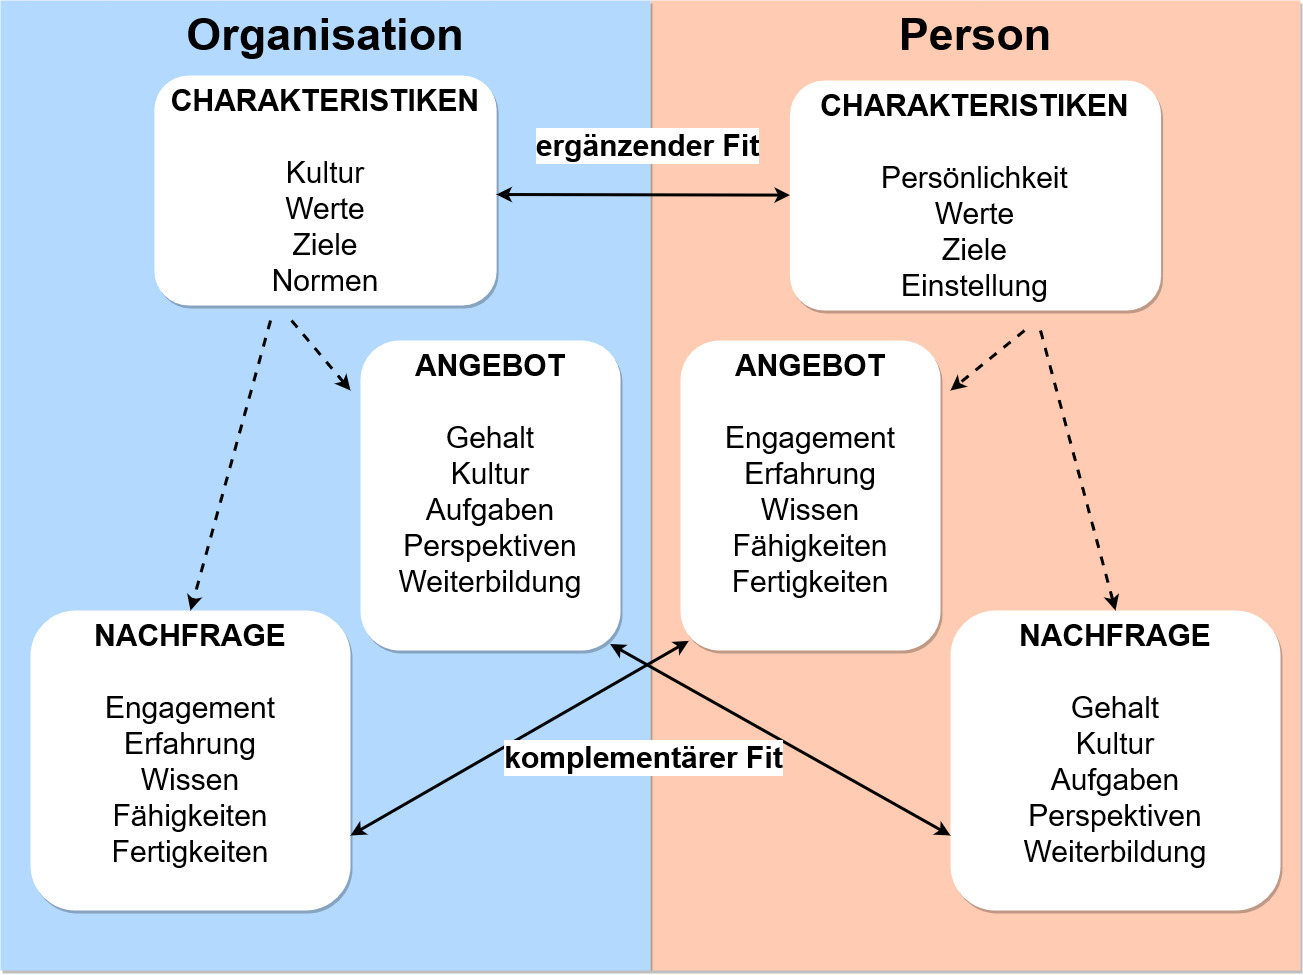 Organisation
Person
CHARAKTERISTIKEN
Kultur
Werte
Ziele
Normen
ergänzender Fit
CHARAKTERISTIKEN
Persönlichkeit
Werte
Ziele
Einstellung
ANGEBOT
Gehalt
Kultur
Aufgaben
Perspektiven
Weiterbildung
ANGEBOT
Engagement
Erfahrung
Wissen
Fähigkeiten
Fertigkeiten
NACHFRAGE
Engagement
Erfahrung
Wissen
Fähigkeiten
Fertigkeiten
komplementärer Fit
NACHFRAGE
Gehalt
Kultur
Aufgaben
Perspektiven
Weiterbildung